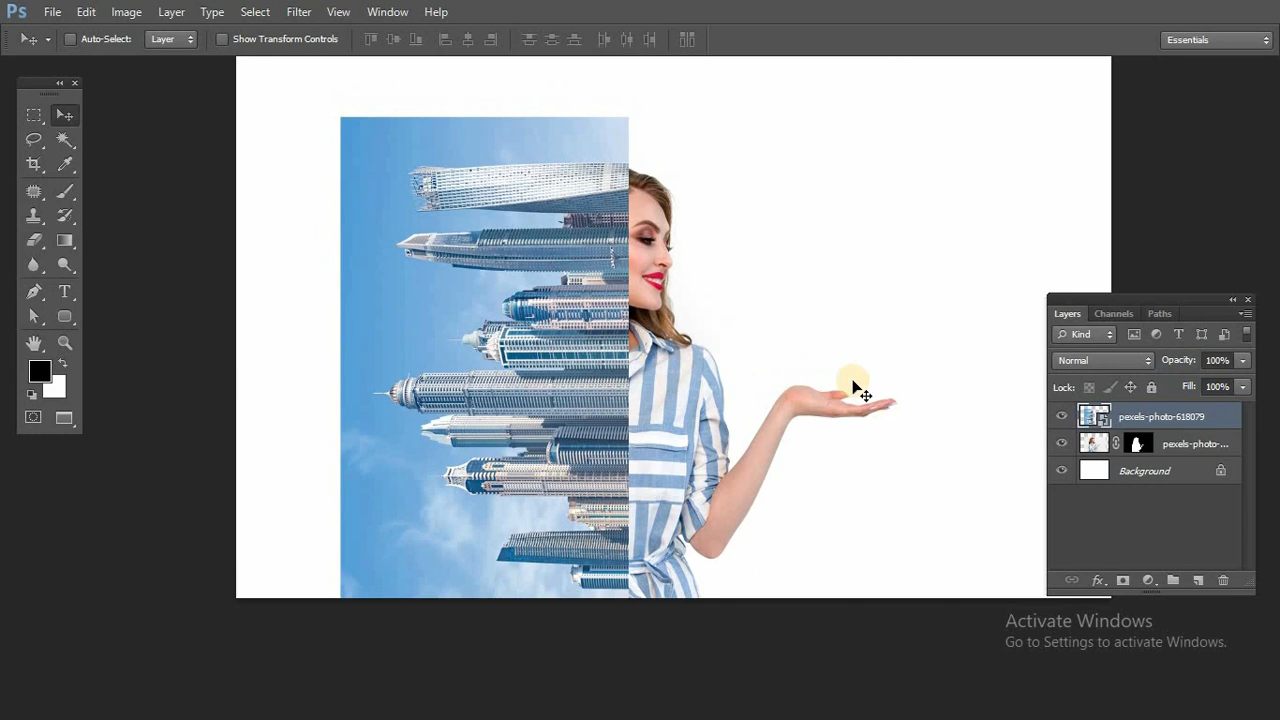 Ps File Edit Image Layer Type Select Filter View Window Help
Auto-Select: Layer Show Transform Controls Essentials
Layers Channels Paths
Kind
Normal Opacity: 100%
Lock: Fill: 100%
pexels-photo-618079
pexels-photo-...
Background
fx
Activate Windows
Go to Settings to activate Windows.